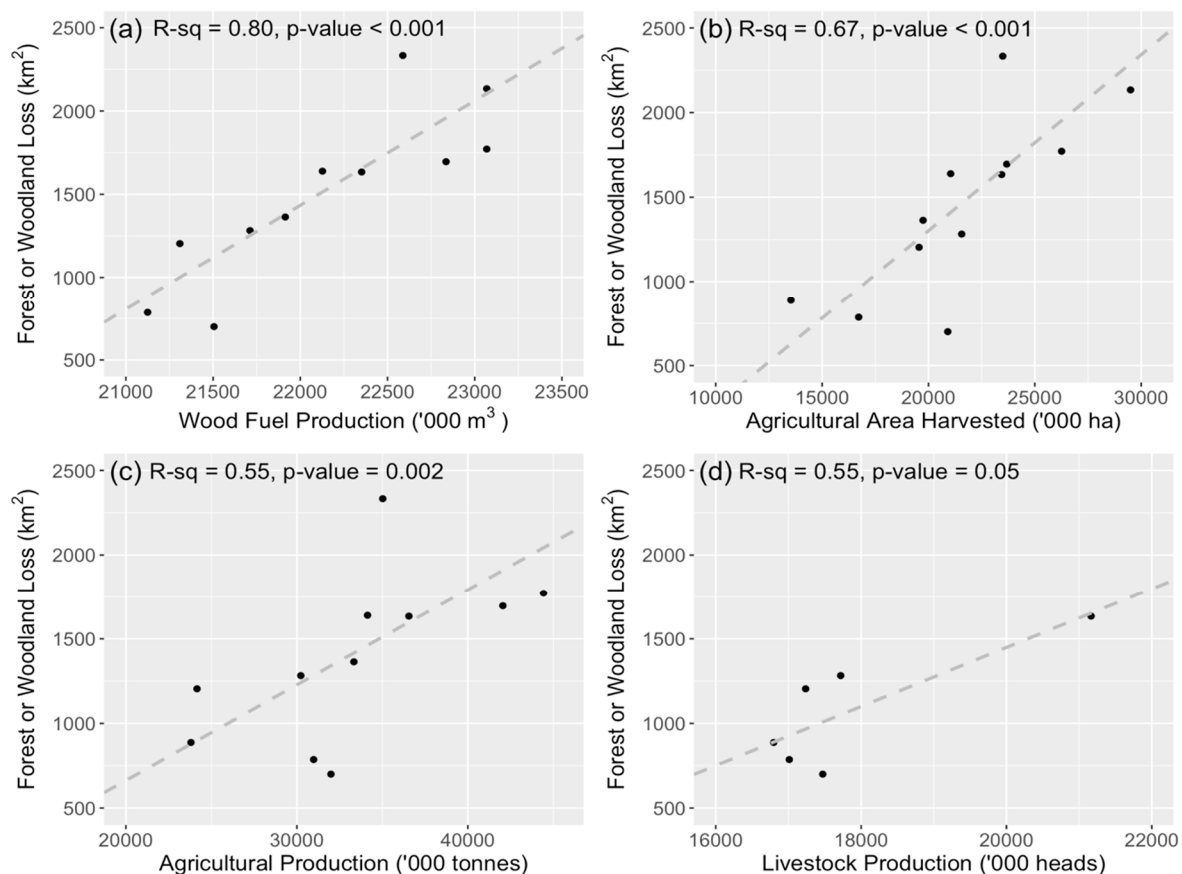 (a) R-sq = 0.80, p-value < 0.001
Forest or Woodland Loss (km²)
2500
2000
1500
1000
500
21000 21500 22000 22500 23000 23500
Wood Fuel Production ('000 m³ )
(b) R-sq = 0.67, p-value < 0.001
Forest or Woodland Loss (km²)
2500
2000
1500
1000
500
10000 15000 20000 25000 30000
Agricultural Area Harvested ('000 ha)
(c) R-sq = 0.55, p-value = 0.002
Forest or Woodland Loss (km²)
2500
2000
1500
1000
500
20000 30000 40000
Agricultural Production ('000 tonnes)
(d) R-sq = 0.55, p-value = 0.05
Forest or Woodland Loss (km²)
2500
2000
1500
1000
500
16000 18000 20000 22000
Livestock Production ('000 heads)